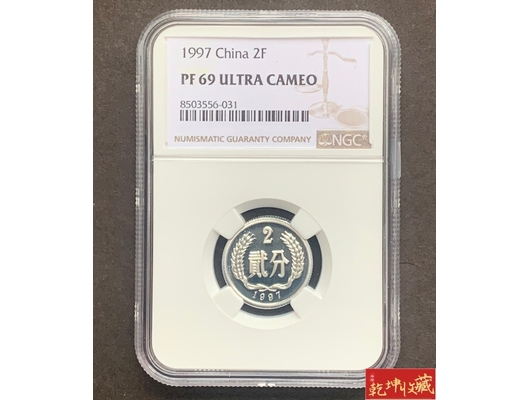 1997 China 2F
PF 69 ULTRA CAMEO
8503556-031
NUMISMATIC GUARANTY COMPANY
NGC
2
贰分
1997
乾坤收藏